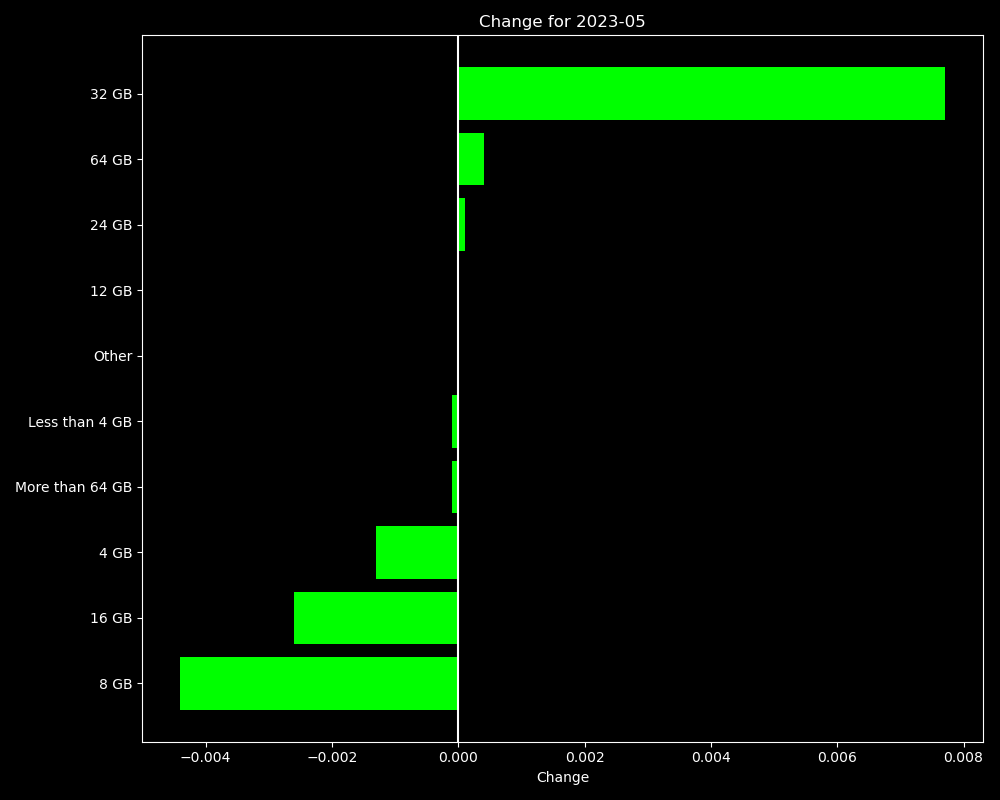 Change for 2023-05
32 GB
64 GB
24 GB
12 GB
Other
Less than 4 GB
More than 64 GB
4 GB
16 GB
8 GB
−0.004 −0.002 0.000 0.002 0.004 0.006 0.008
Change